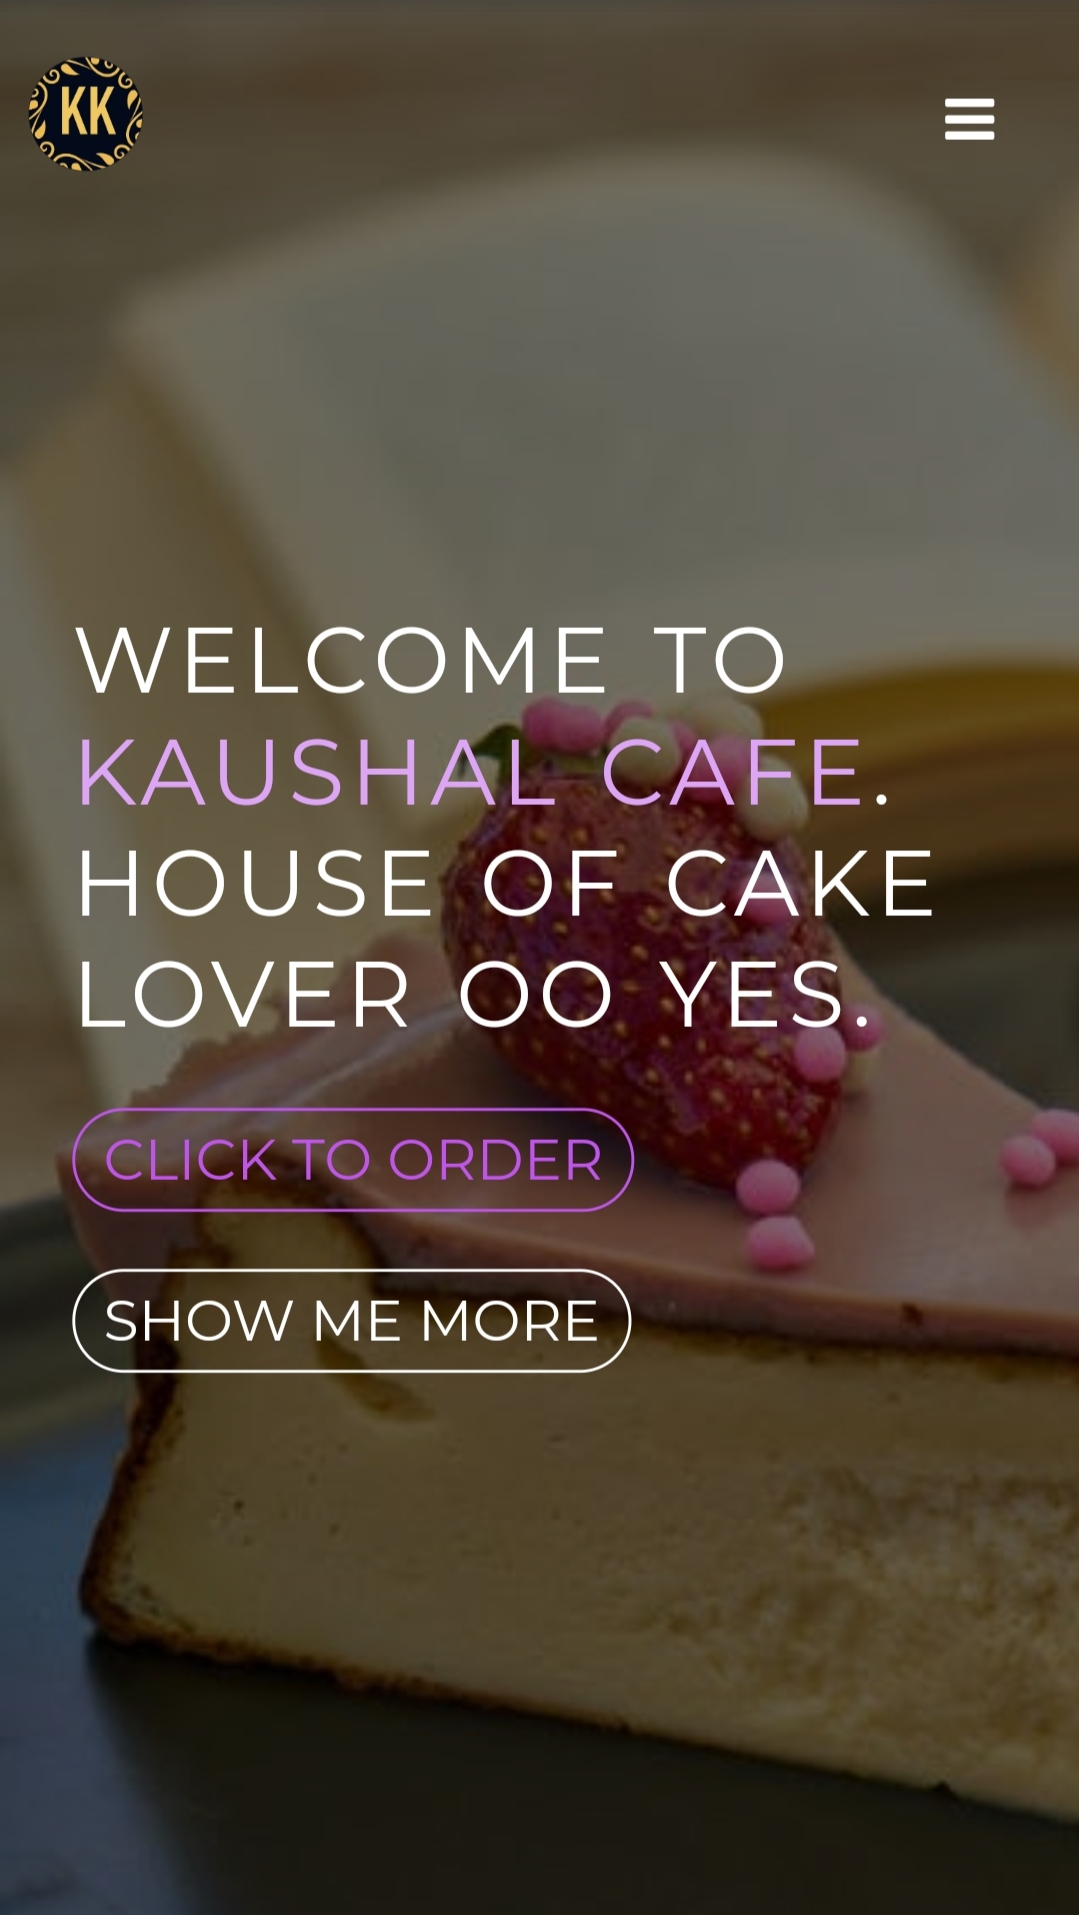 KK
WELCOME TO
KAUSHAL CAFE.
HOUSE OF CAKE
LOVER OO YES.
CLICK TO ORDER
SHOW ME MORE